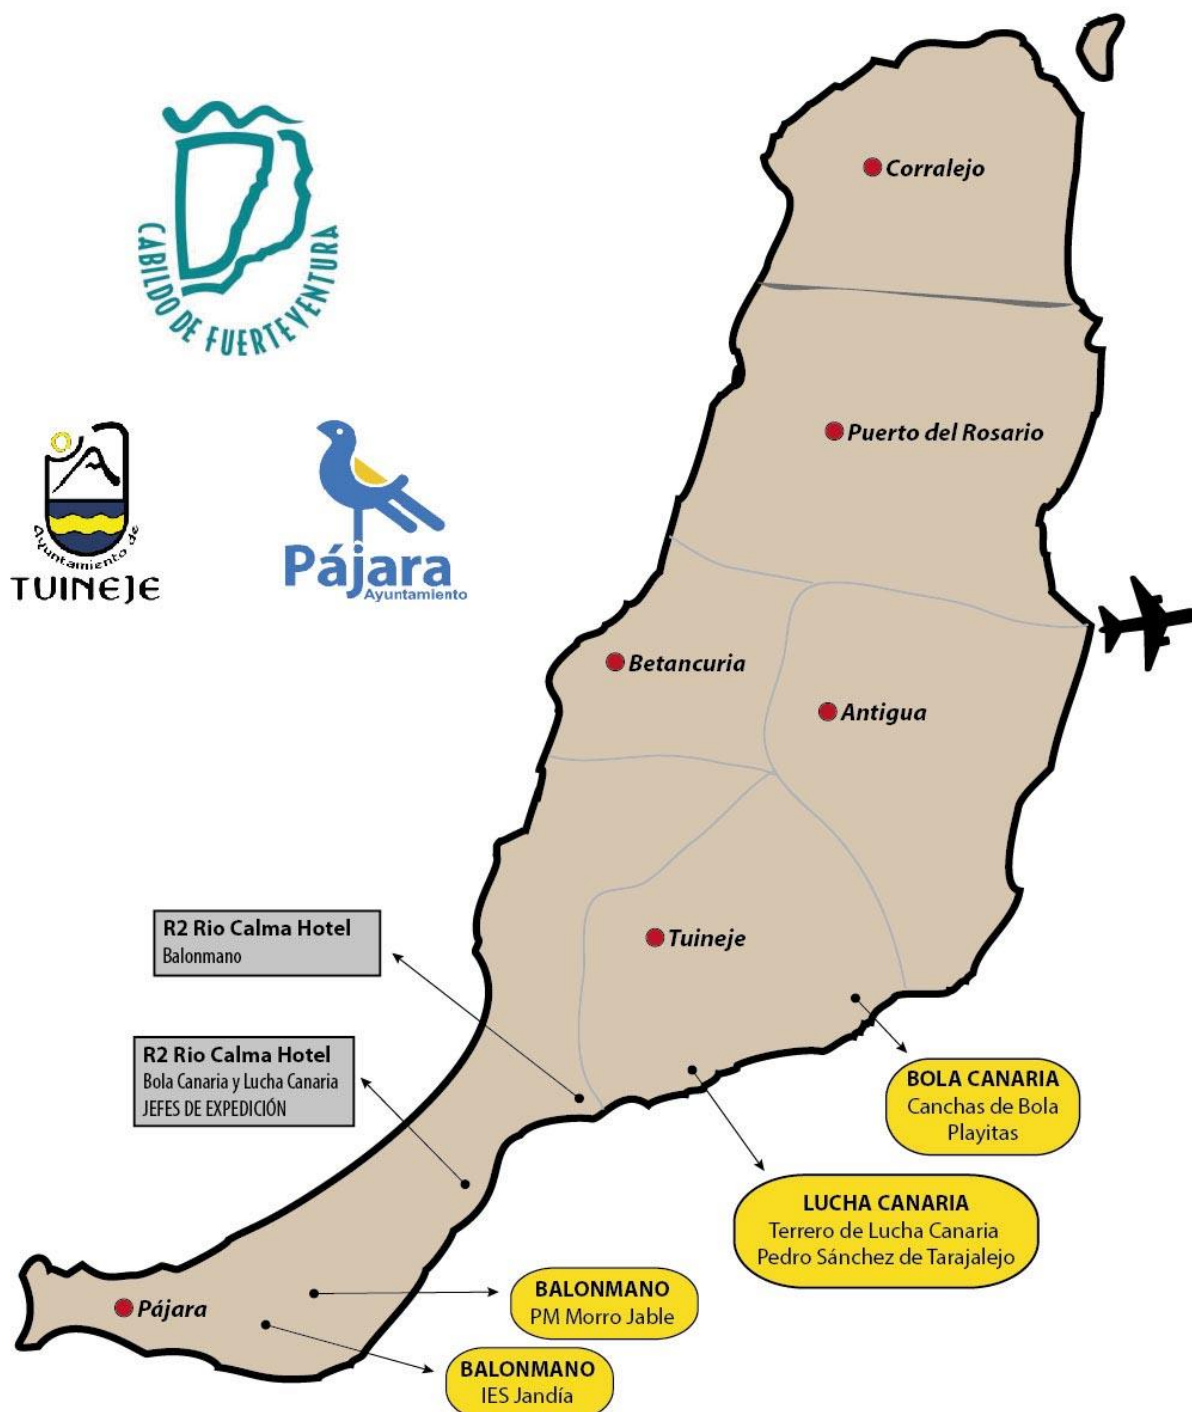 CABILDO DE FUERTEVENTURA
Corralejo
Puerto del Rosario
Ayuntamiento de
TUINEJE
Pájara
Ayuntamiento
Betancuria
Antigua
R2 Rio Calma Hotel
Balonmano
Tuineje
R2 Rio Calma Hotel
Bola Canaria y Lucha Canaria
JEFES DE EXPEDICIÓN
BOLA CANARIA
Canchas de Bola
Playitas
LUCHA CANARIA
Terrero de Lucha Canaria
Pedro Sánchez de Tarajalejo
Pájara
BALONMANO
PM Morro Jable
BALONMANO
IES Jandía